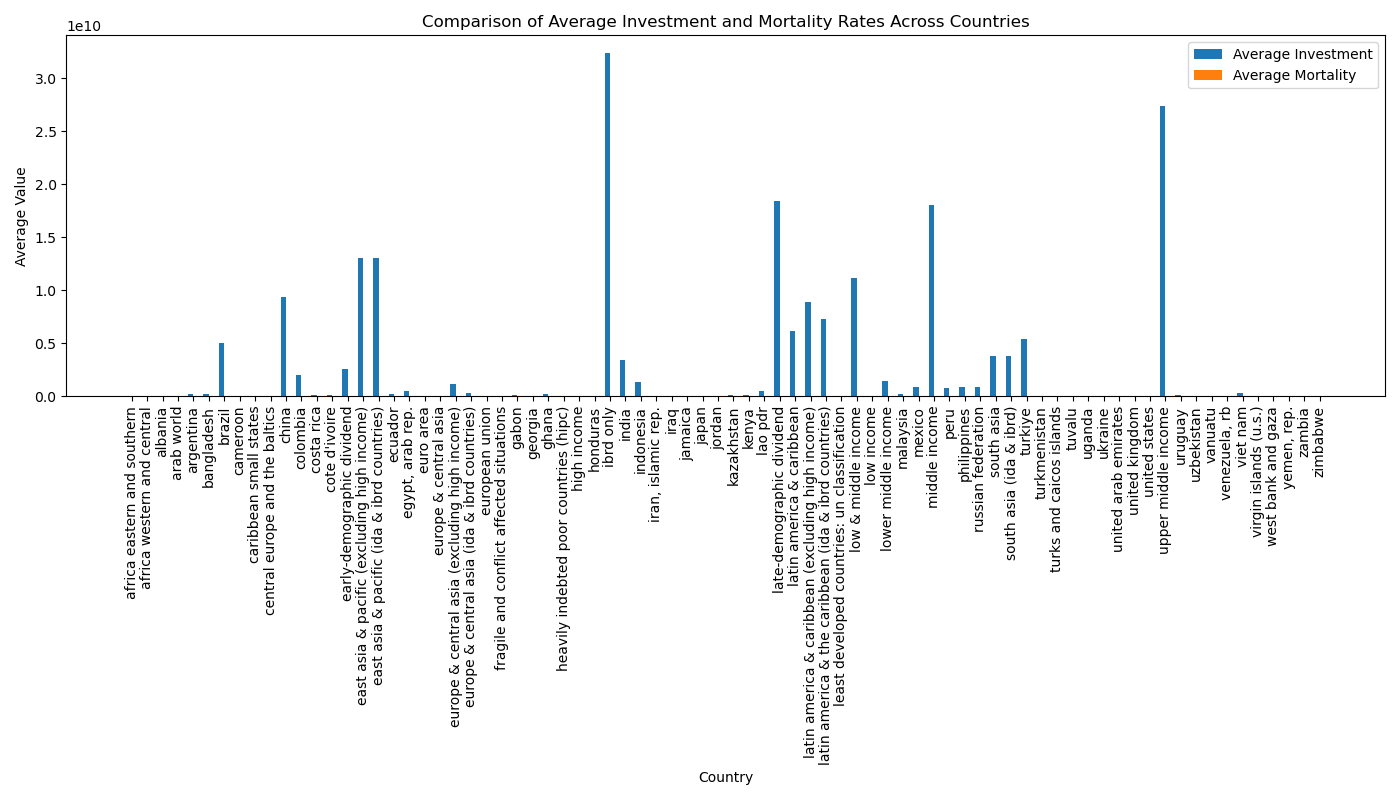 Comparison of Average Investment and Mortality Rates Across Countries
1e10
Average Investment
Average Mortality
3.0
2.5
2.0
1.5
1.0
0.5
0.0
Average Value
africa eastern and southern
africa western and central
albania
arab world
argentina
bangladesh
brazil
cameroon
caribbean small states
central europe and the baltics
china
colombia
costa rica
cote d'ivoire
early-demographic dividend
east asia & pacific (excluding high income)
east asia & pacific (ida & ibrd countries)
ecuador
egypt, arab rep.
euro area
europe & central asia
europe & central asia (excluding high income)
europe & central asia (ida & ibrd countries)
european union
fragile and conflict affected situations
gabon
georgia
ghana
heavily indebted poor countries (hipc)
high income
honduras
ibrd only
india
indonesia
iran, islamic rep.
iraq
jamaica
japan
jordan
kazakhstan
kenya
lao pdr
late-demographic dividend
latin america & caribbean
latin america & caribbean (excluding high income)
latin america & the caribbean (ida & ibrd countries)
least developed countries: un classification
low & middle income
low income
lower middle income
malaysia
mexico
middle income
peru
philippines
russian federation
south asia
south asia (ida & ibrd)
turkiye
turkmenistan
turks and caicos islands
tuvalu
uganda
ukraine
united arab emirates
united kingdom
united states
upper middle income
uruguay
uzbekistan
vanuatu
venezuela, rb
viet nam
virgin islands (u.s.)
west bank and gaza
yemen, rep.
zambia
zimbabwe
Country